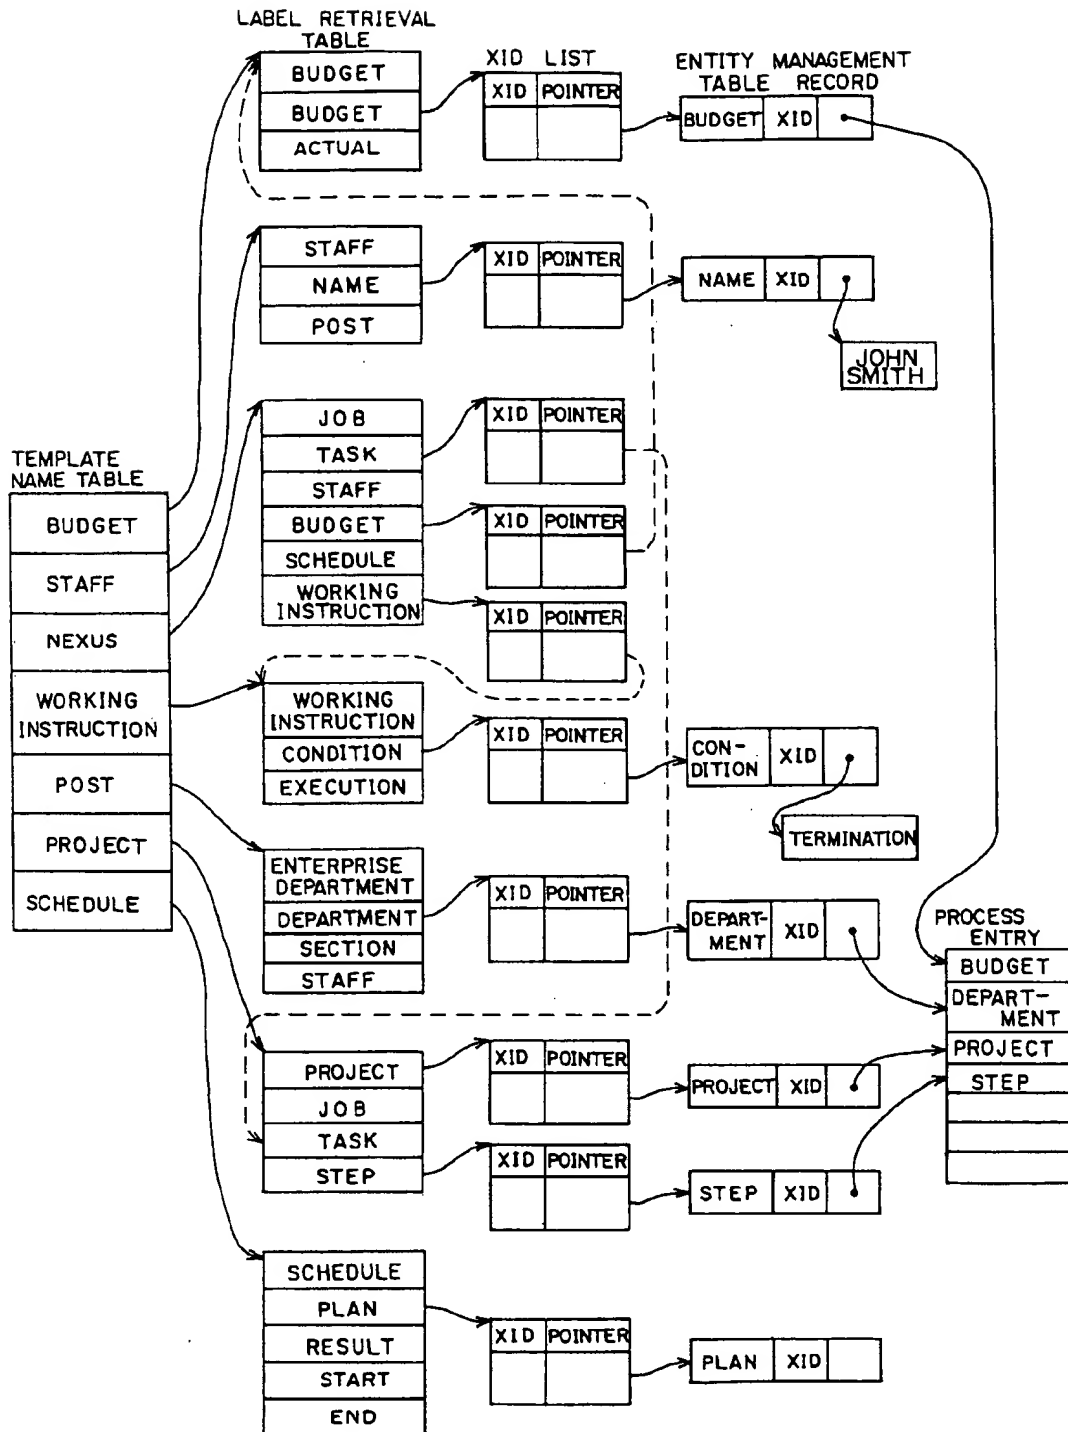 LABEL RETRIEVAL
TABLE
BUDGET
BUDGET
ACTUAL
XID LIST
XID POINTER
ENTITY MANAGEMENT
TABLE RECORD
BUDGET XID
STAFF
NAME
POST
XID POINTER
NAME XID
JOHN
SMITH
JOB
TASK
STAFF
BUDGET
SCHEDULE
WORKING
INSTRUCTION
XID POINTER
XID POINTER
XID POINTER
TEMPLATE
NAME TABLE
BUDGET
STAFF
NEXUS
WORKING
INSTRUCTION
POST
PROJECT
SCHEDULE
WORKING
INSTRUCTION
CONDITION
EXECUTION
XID POINTER
CON-
DITION
XID
TERMINATION
ENTERPRISE
DEPARTMENT
DEPARTMENT
SECTION
STAFF
XID POINTER
DEPART-
MENT
XID
PROCESS
ENTRY
BUDGET
DEPART-
MENT
PROJECT
STEP
PROJECT
JOB
TASK
STEP
XID POINTER
PROJECT XID
XID POINTER
STEP XID
SCHEDULE
PLAN
RESULT
START
END
XID POINTER
PLAN XID